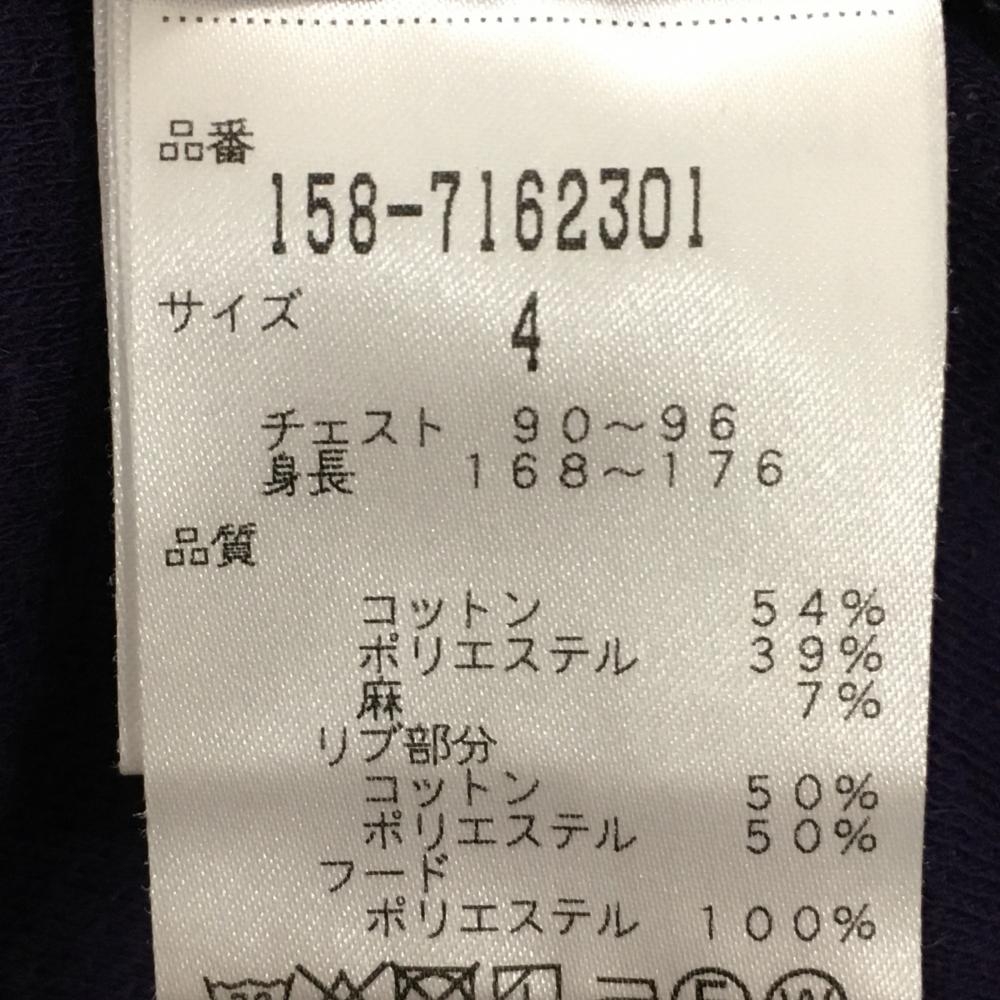 品番
158-7162301
サイズ 4
チェスト 90～96
身長 168～176
品質
コットン 54%
ポリエステル 39%
麻 7%
リブ部分
コットン 50%
ポリエステル 50%
フード
ポリエステル 100%